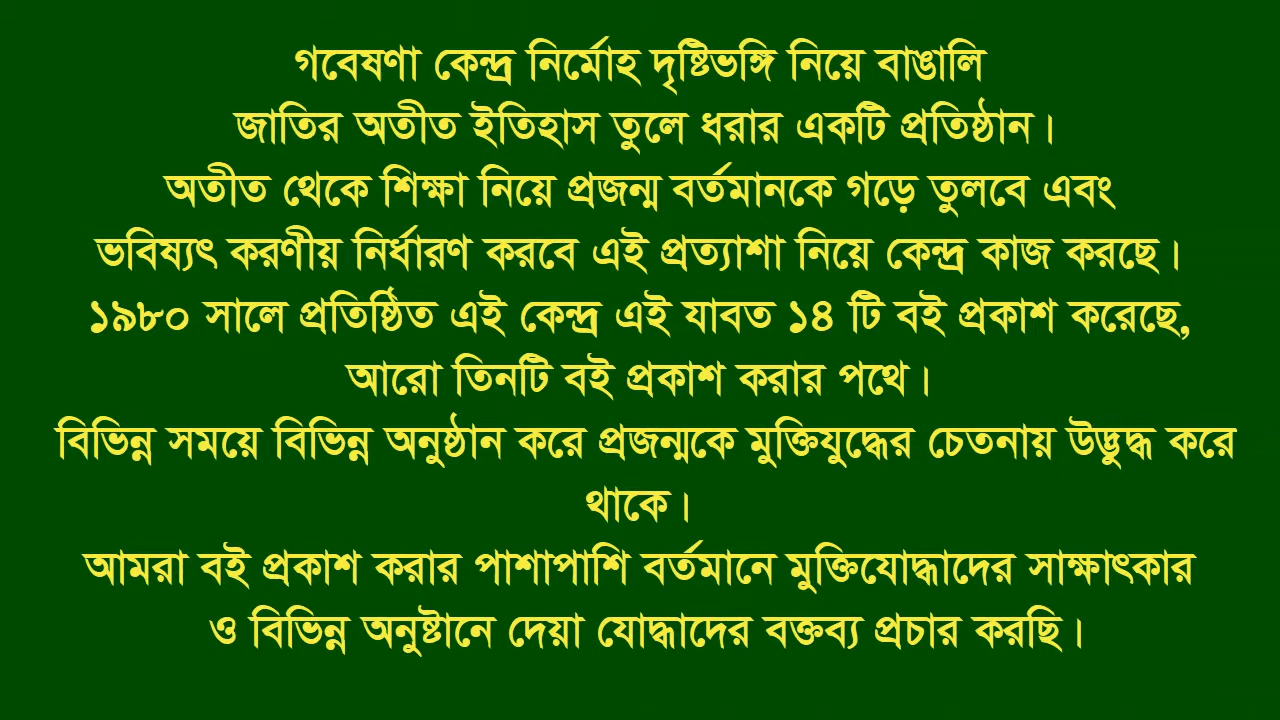 গবেষণা কেন্দ্র নির্মোহ দৃষ্টিভঙ্গি নিয়ে বাঙালি
জাতির অতীত ইতিহাস তুলে ধরার একটি প্রতিষ্ঠান।
অতীত থেকে শিক্ষা নিয়ে প্রজন্ম বর্তমানকে গড়ে তুলবে এবং
ভবিষ্যৎ করণীয় নির্ধারণ করবে এই প্রত্যাশা নিয়ে কেন্দ্র কাজ করছে।
১৯৮০ সালে প্রতিষ্ঠিত এই কেন্দ্র এই যাবত ১৪ টি বই প্রকাশ করেছে,
আরো তিনটি বই প্রকাশ করার পথে।
বিভিন্ন সময়ে বিভিন্ন অনুষ্ঠান করে প্রজন্মকে মুক্তিযুদ্ধের চেতনায় উদ্ভুদ্ধ করে
থাকে।
আমরা বই প্রকাশ করার পাশাপাশি বর্তমানে মুক্তিযোদ্ধাদের সাক্ষাৎকার
ও বিভিন্ন অনুষ্টানে দেয়া যোদ্ধাদের বক্তব্য প্রচার করছি।